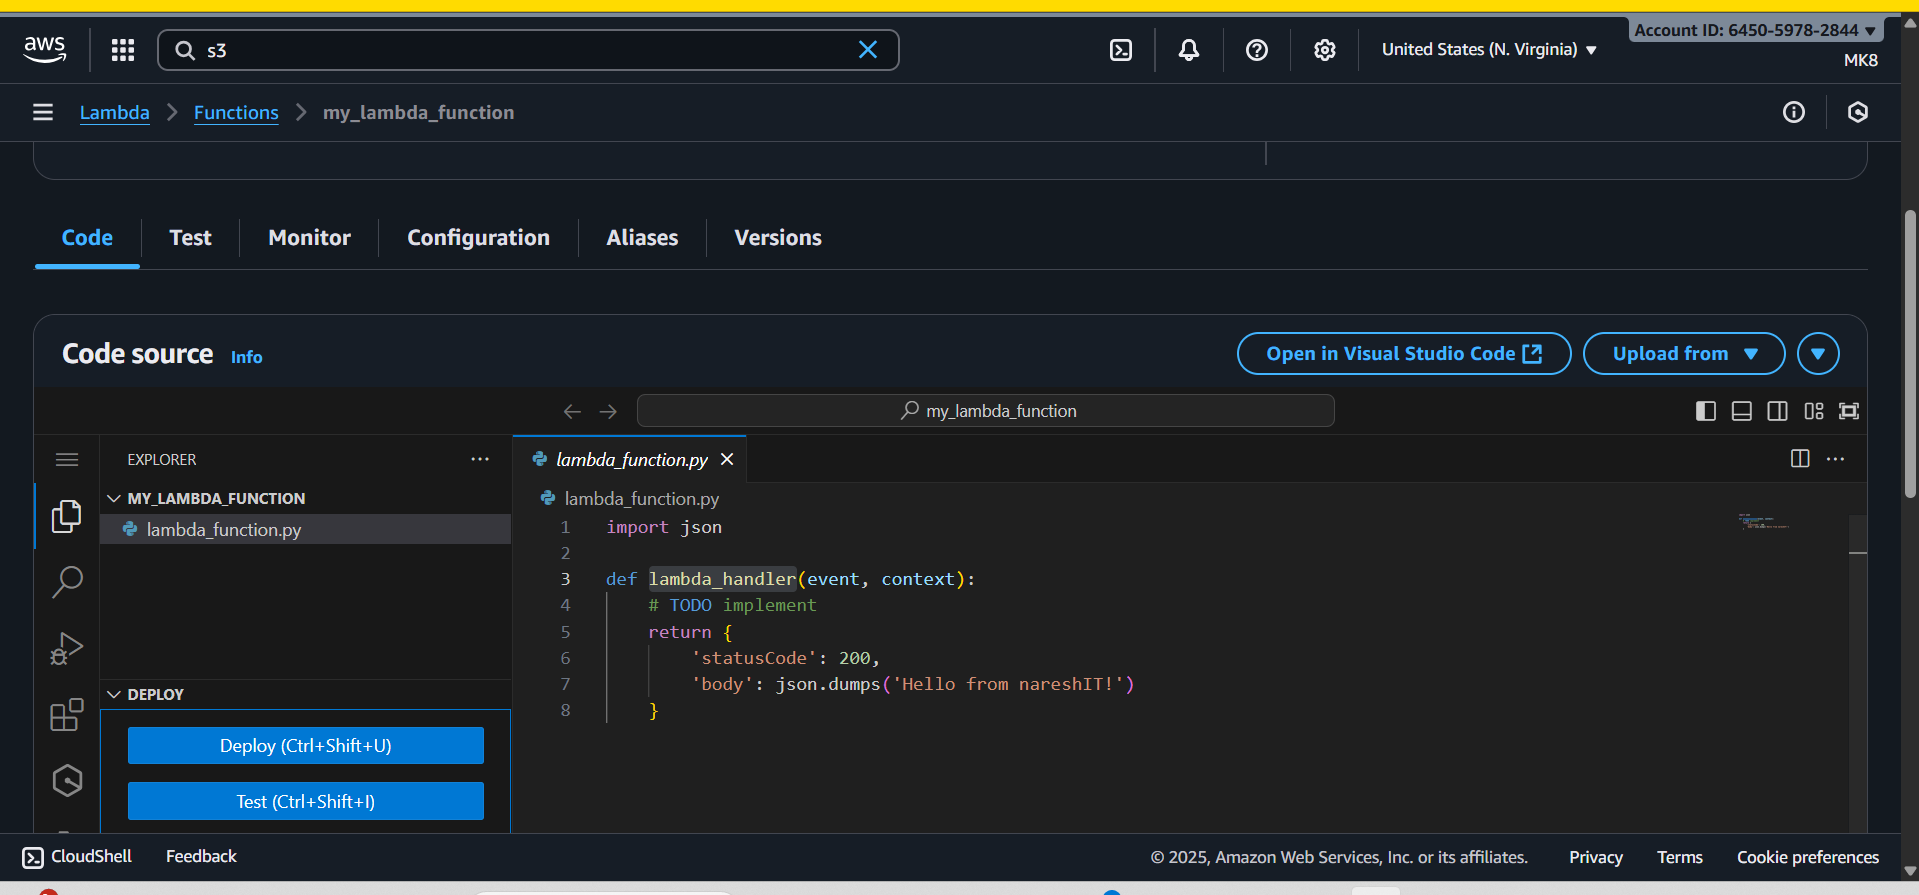 aws
s3
United States (N. Virginia)
Account ID: 6450-5978-2844
MK8
Lambda
Functions
my_lambda_function
Code
Test
Monitor
Configuration
Aliases
Versions
Code source
Info
Open in Visual Studio Code
Upload from
my_lambda_function
EXPLORER
MY_LAMBDA_FUNCTION
lambda_function.py
DEPLOY
Deploy (Ctrl+Shift+U)
Test (Ctrl+Shift+I)
lambda_function.py
lambda_function.py
1 import json
2
3 def lambda_handler(event, context):
4 # TODO implement
5 return {
6 'statusCode': 200,
7 'body': json.dumps('Hello from nareshIT!')
8 }
CloudShell
Feedback
© 2025, Amazon Web Services, Inc. or its affiliates.
Privacy
Terms
Cookie preferences